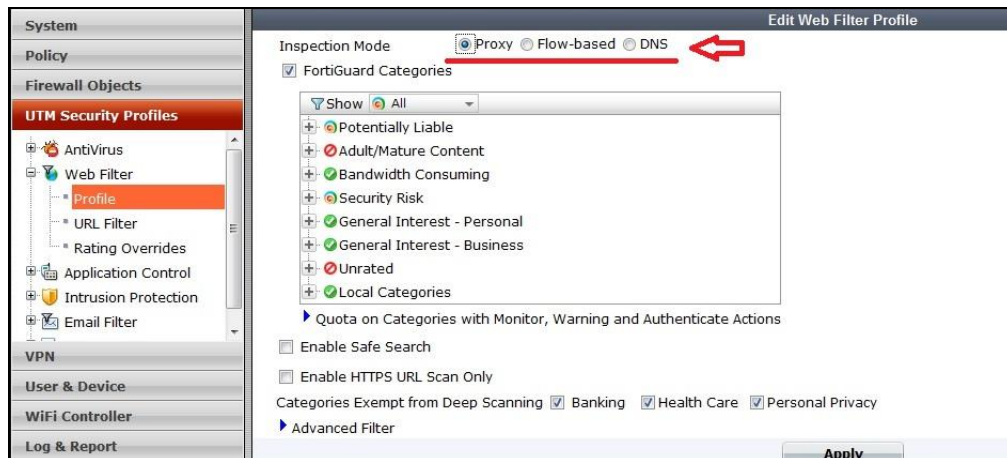 System
Policy
Firewall Objects
UTM Security Profiles
AntiVirus
Web Filter
Profile
URL Filter
Rating Overrides
Application Control
Intrusion Protection
Email Filter
VPN
User & Device
WiFi Controller
Log & Report
Edit Web Filter Profile
Inspection Mode Proxy Flow-based DNS
FortiGuard Categories
Show All
Potentially Liable
Adult/Mature Content
Bandwidth Consuming
Security Risk
General Interest - Personal
General Interest - Business
Unrated
Local Categories
Quota on Categories with Monitor, Warning and Authenticate Actions
Enable Safe Search
Enable HTTPS URL Scan Only
Categories Exempt from Deep Scanning Banking Health Care Personal Privacy
Advanced Filter
Apply